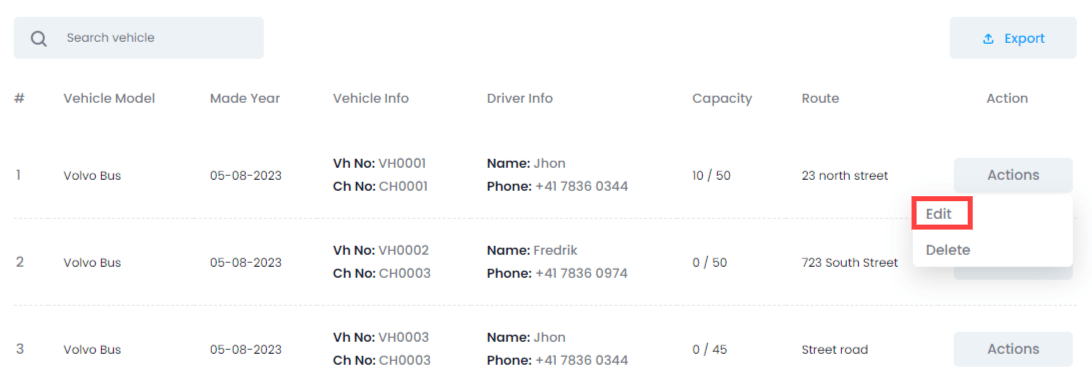 Search vehicle
Export
# Vehicle Model Made Year Vehicle Info Driver Info Capacity Route Action
1 Volvo Bus 05-08-2023 Vh No: VH0001 Name: Jhon 10 / 50 23 north street Actions
Ch No: CH0001 Phone: +41 7836 0344
Edit
Delete
2 Volvo Bus 05-08-2023 Vh No: VH0002 Name: Fredrik 0 / 50 723 South Street
Ch No: CH0003 Phone: +41 7836 0974
3 Volvo Bus 05-08-2023 Vh No: VH0003 Name: Jhon 0 / 45 Street road Actions
Ch No: CH0003 Phone: +41 7836 0344